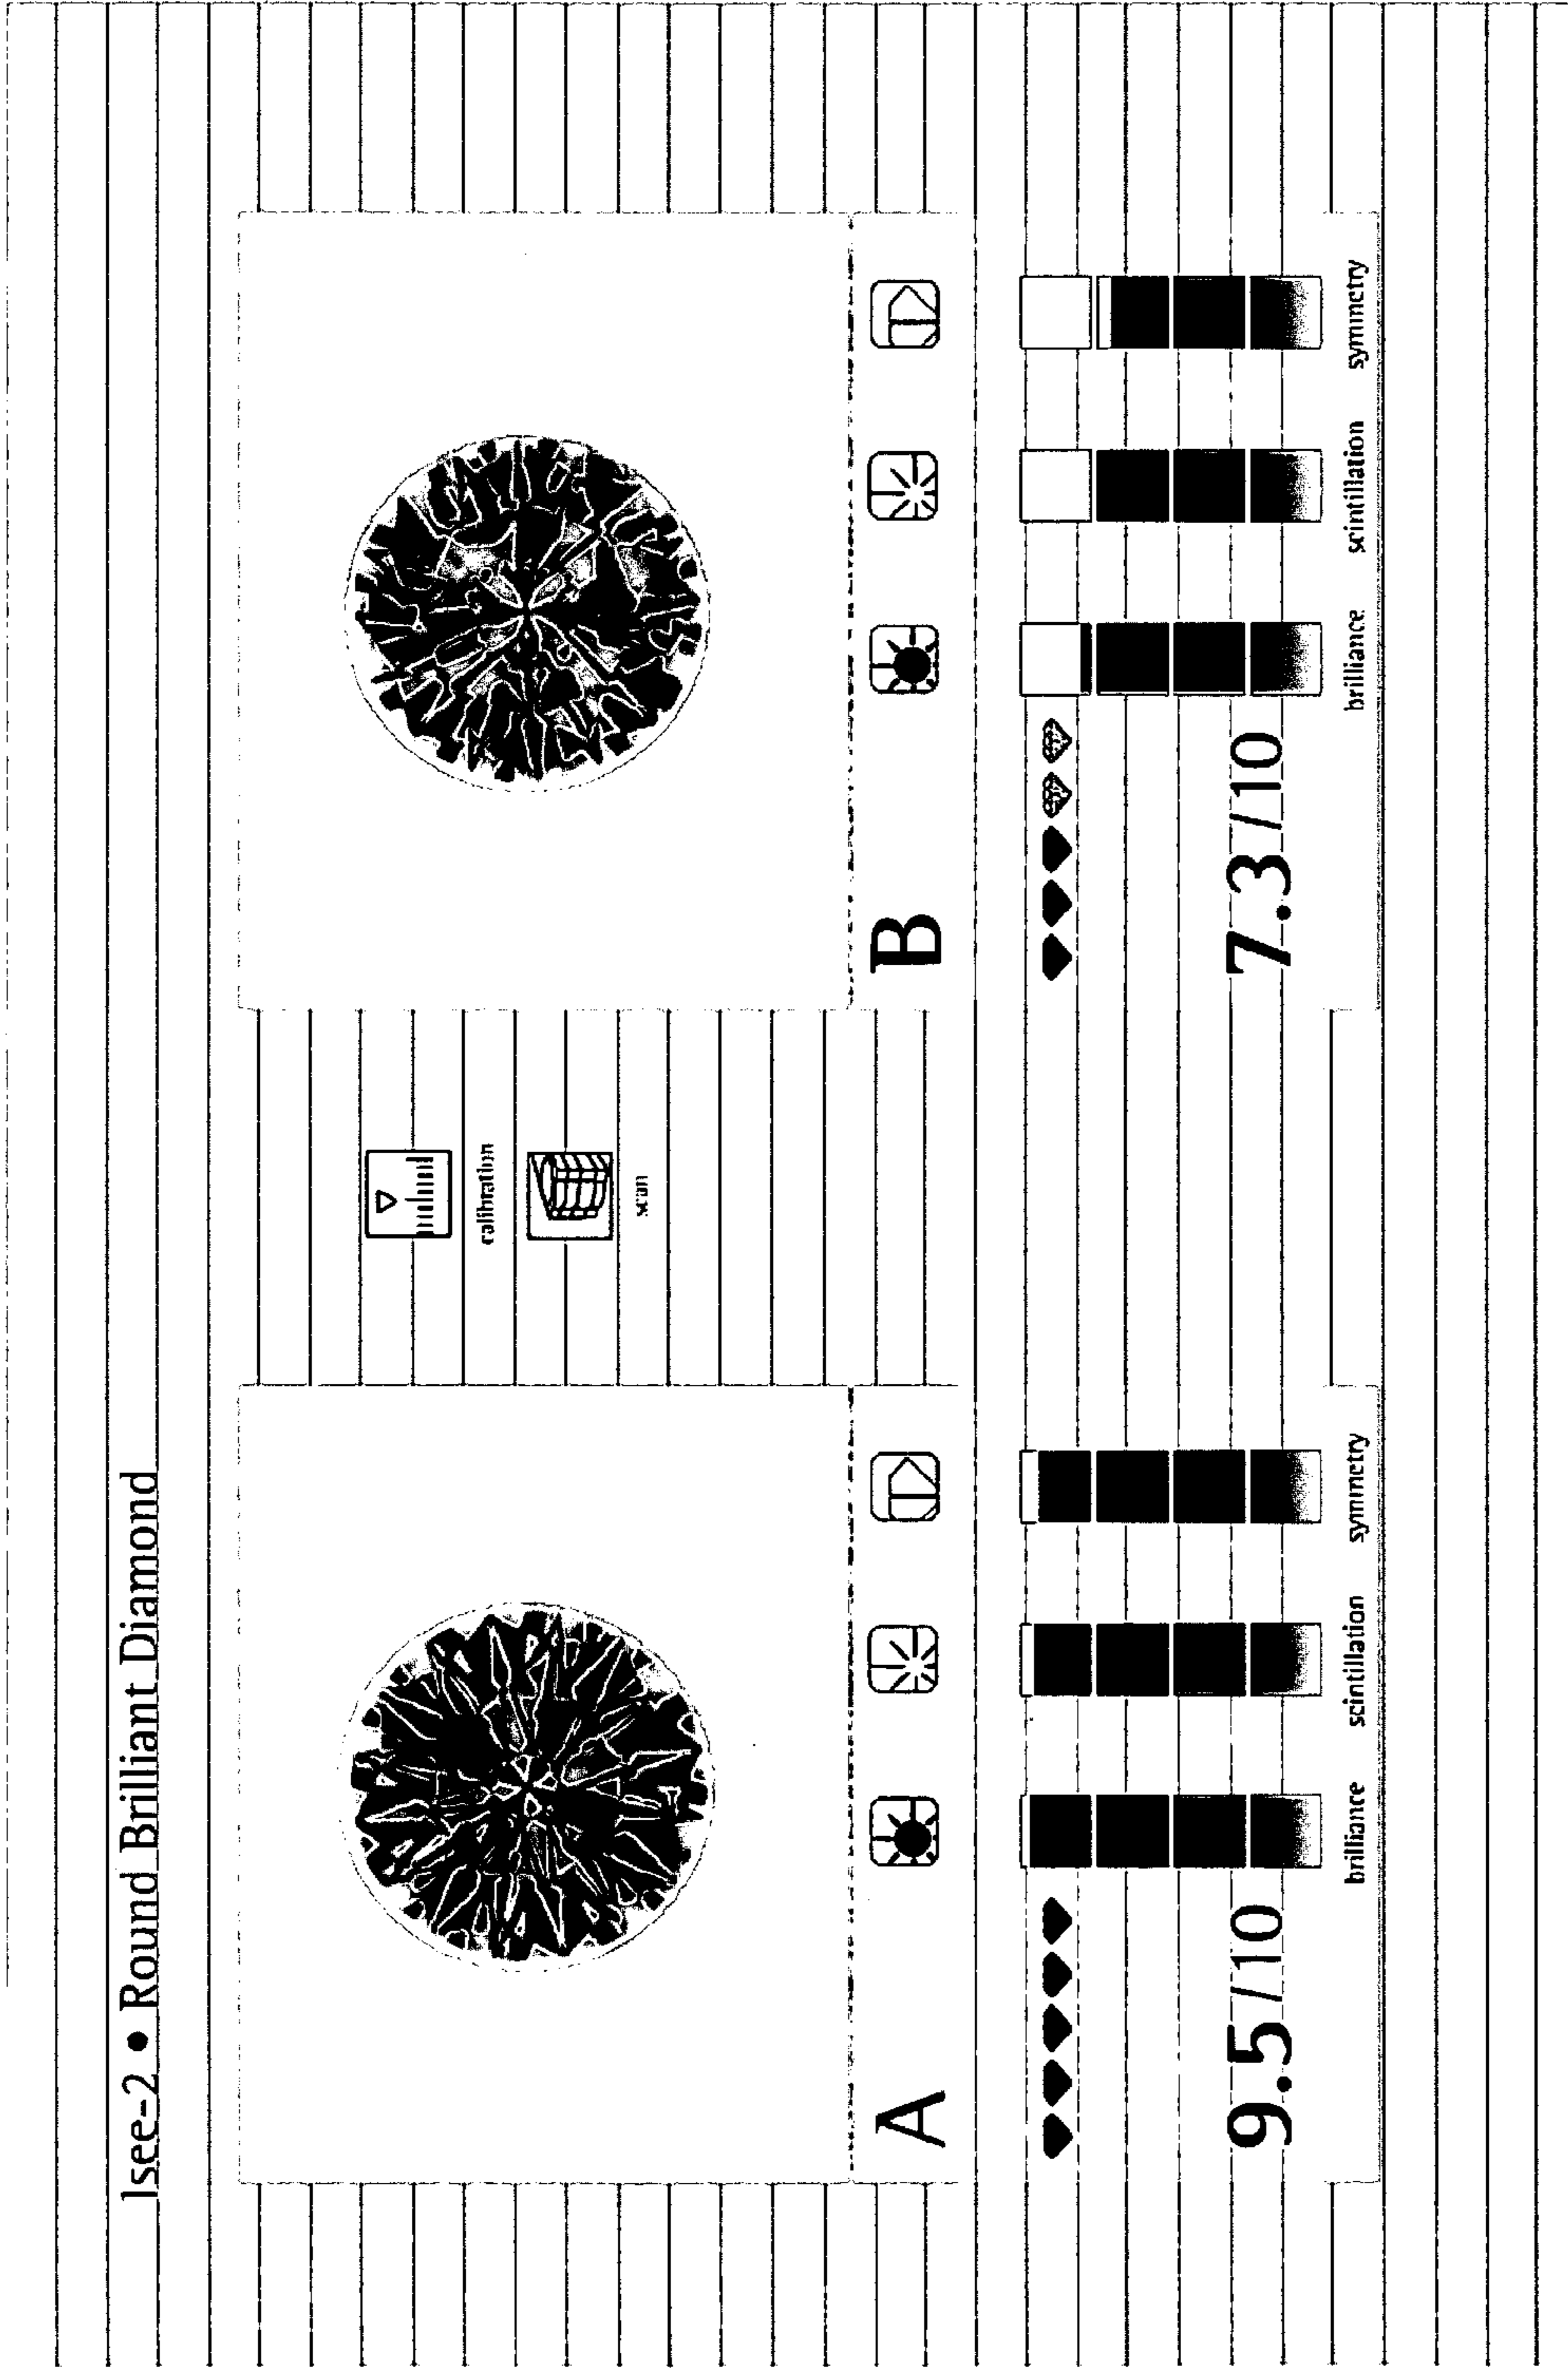 Isee-2 • Round Brilliant Diamond
calibration
scan
A
B
9.5/10
brilliance
scintillation
symmetry
7.3/10
brilliance
scintillation
symmetry